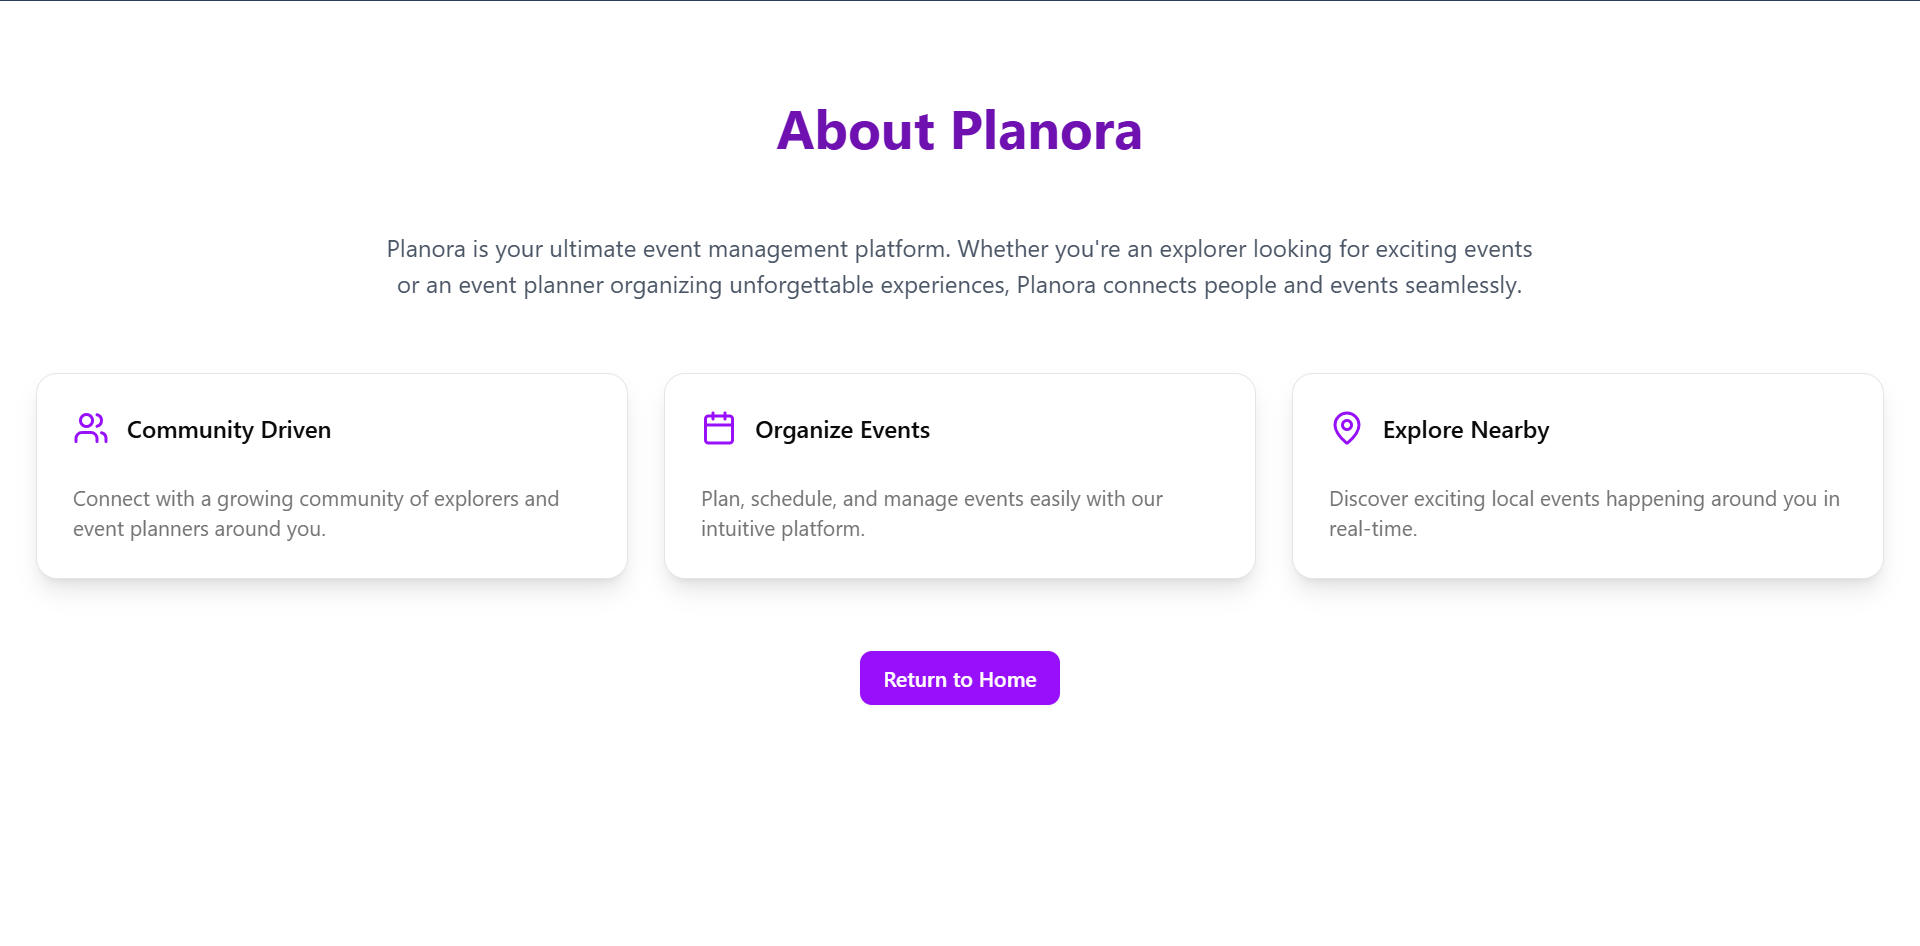 About Planora
Planora is your ultimate event management platform. Whether you're an explorer looking for exciting events
or an event planner organizing unforgettable experiences, Planora connects people and events seamlessly.
Community Driven
Connect with a growing community of explorers and
event planners around you.
Organize Events
Plan, schedule, and manage events easily with our
intuitive platform.
Explore Nearby
Discover exciting local events happening around you in
real-time.
Return to Home